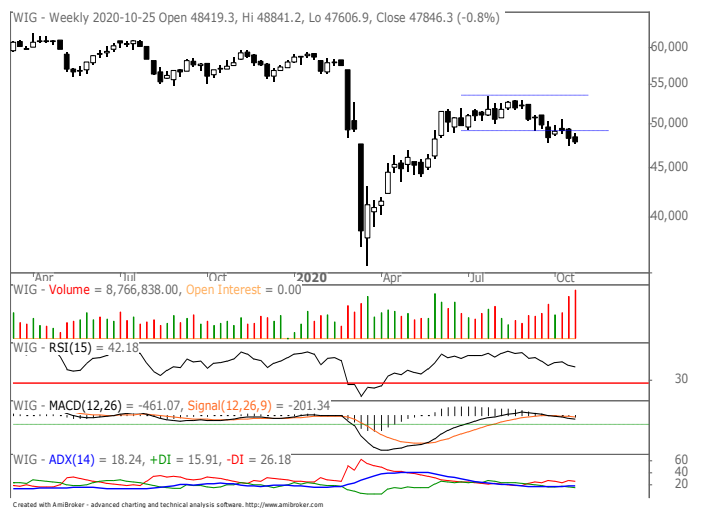 WIG - Weekly 2020-10-25 Open 48419.3, Hi 48841.2, Lo 47606.9, Close 47846.3 (-0.8%)
60,000
55,000
50,000
45,000
40,000
Apr Jul Oct 2020 Apr Jul Oct
WIG - Volume = 8,766,838.00, Open Interest = 0.00
WIG - RSI(15) = 42.18
30
WIG - MACD(12,26) = -461.07, Signal(12,26,9) = -201.34
WIG - ADX(14) = 18.24, +DI = 15.91, -DI = 26.18
60
40
20
Created with AmiBroker - advanced charting and technical analysis software. http://www.amibroker.com